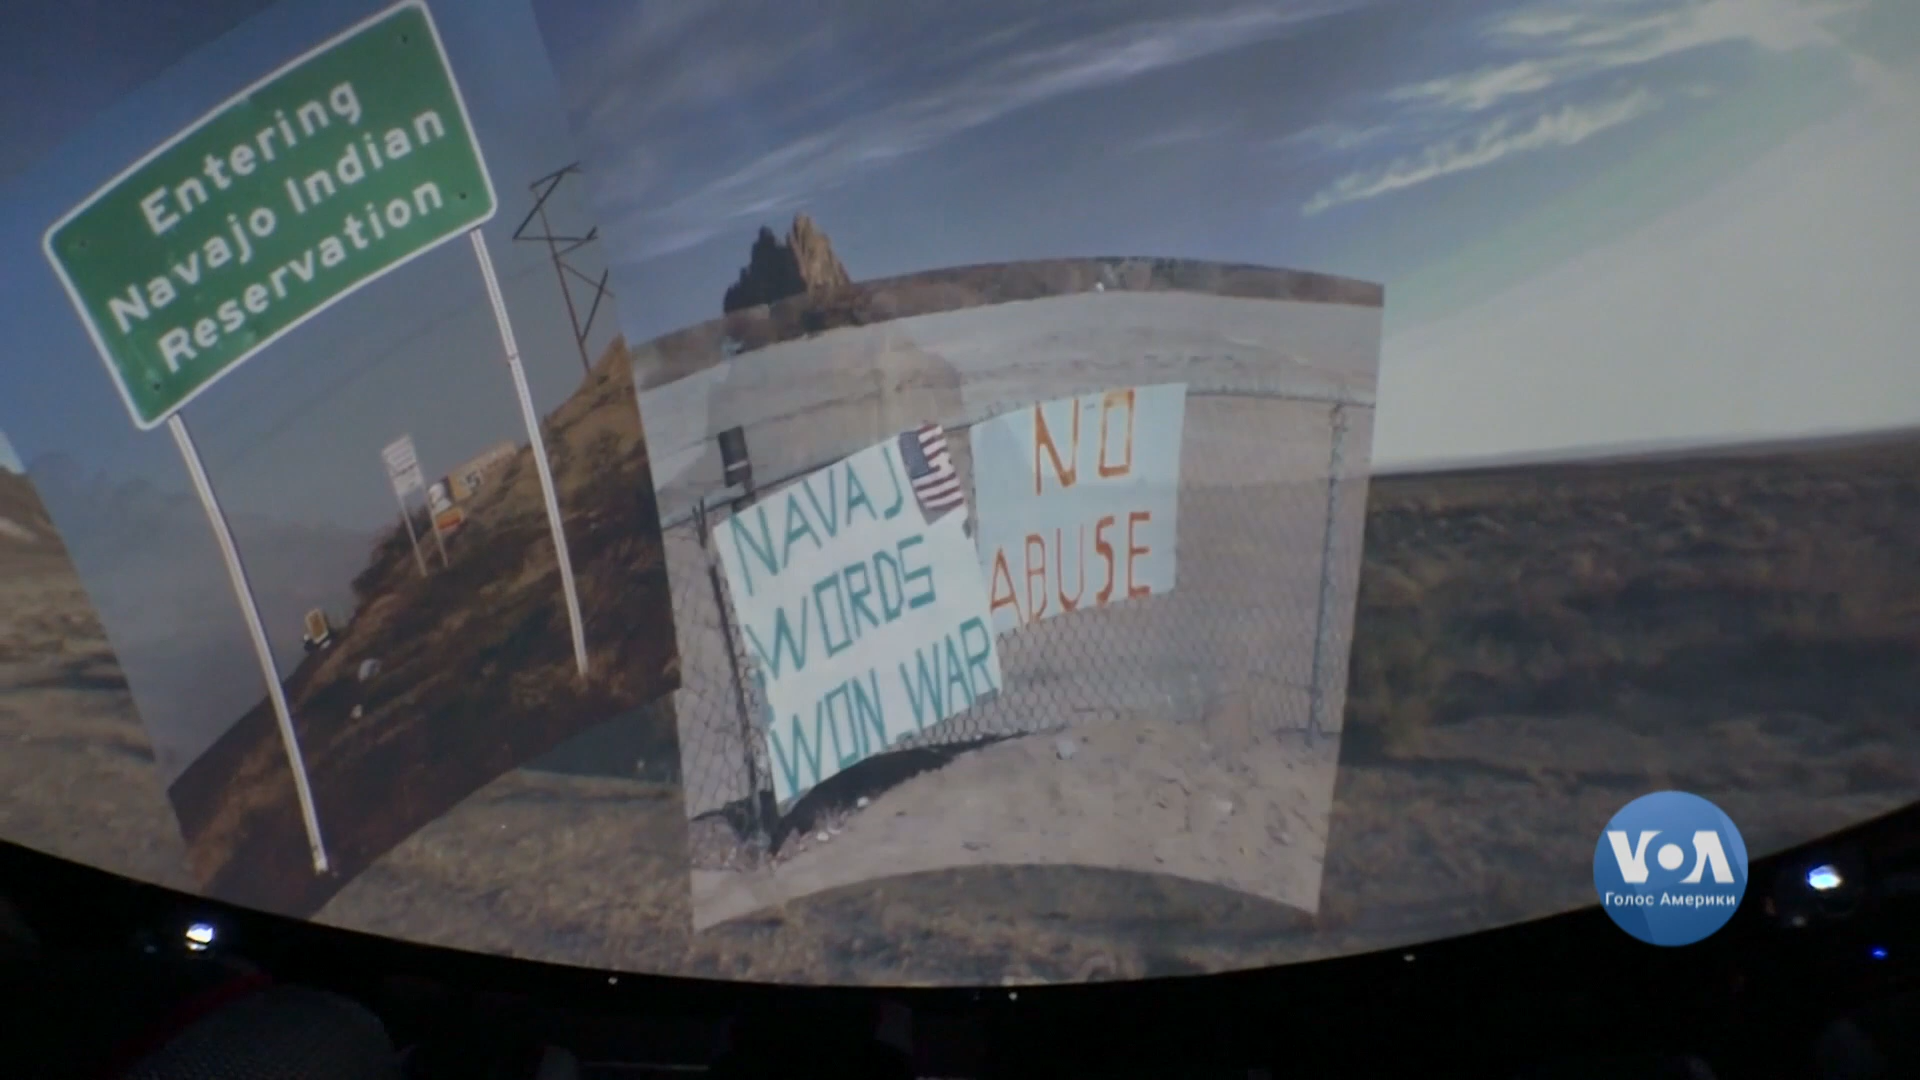 Entering
Navajo Indian
Reservation
NAVAJ
WORDS
WON WAR
NO
ABUSE
VOA
Голос Америки